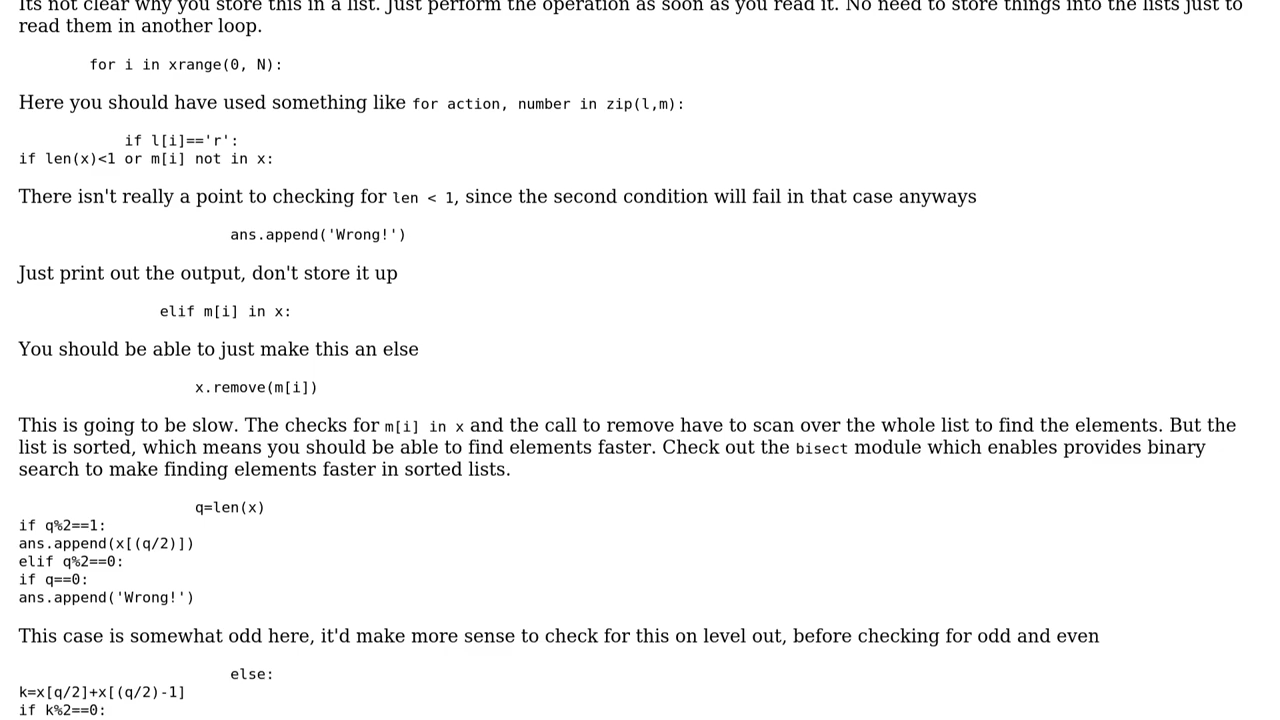 Its not clear why you store this in a list. Just perform the operation as soon as you read it. No need to store things into the lists just to
read them in another loop.
for i in xrange(0, N):
Here you should have used something like for action, number in zip(l,m):
if l[i]=='r':
if len(x)<1 or m[i] not in x:
There isn't really a point to checking for len < 1, since the second condition will fail in that case anyways
ans.append('Wrong!')
Just print out the output, don't store it up
elif m[i] in x:
You should be able to just make this an else
x.remove(m[i])
This is going to be slow. The checks for m[i] in x and the call to remove have to scan over the whole list to find the elements. But the
list is sorted, which means you should be able to find elements faster. Check out the bisect module which enables provides binary
search to make finding elements faster in sorted lists.
q=len(x)
if q%2==1:
ans.append(x[(q/2)])
elif q%2==0:
if q==0:
ans.append('Wrong!')
This case is somewhat odd here, it'd make more sense to check for this on level out, before checking for odd and even
else:
k=x[q/2]+x[(q/2)-1]
if k%2==0: